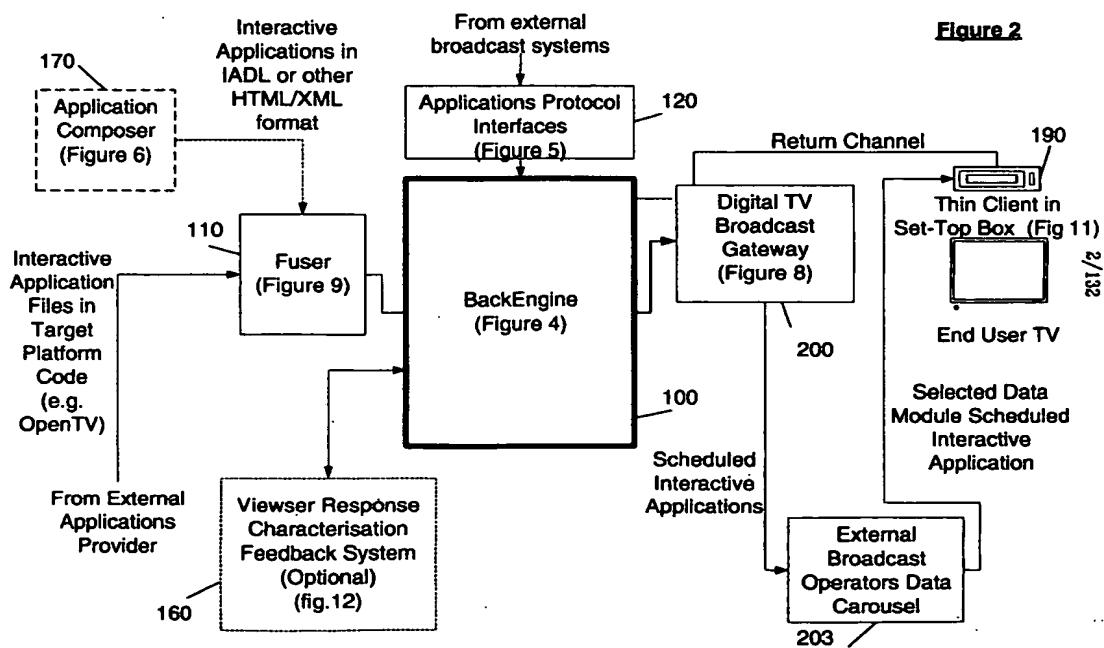 Figure 2
Interactive
Applications in
IADL or other
HTML/XML
format
From external
broadcast systems
170
Application
Composer
(Figure 6)
Applications Protocol
Interfaces
(Figure 5)
120
Return Channel
190
Thin Client in
Set-Top Box (Fig 11)
End User TV
2/132
110
Fuser
(Figure 9)
Interactive
Application
Files in
Target
Platform
Code
(e.g.
OpenTV)
From External
Applications
Provider
BackEngine
(Figure 4)
100
Digital TV
Broadcast
Gateway
(Figure 8)
200
Selected Data
Module Scheduled
Interactive
Application
Scheduled
Interactive
Applications
Viewser Response
Characterisation
Feedback System
(Optional)
(fig.12)
160
External
Broadcast
Operators Data
Carousel
203